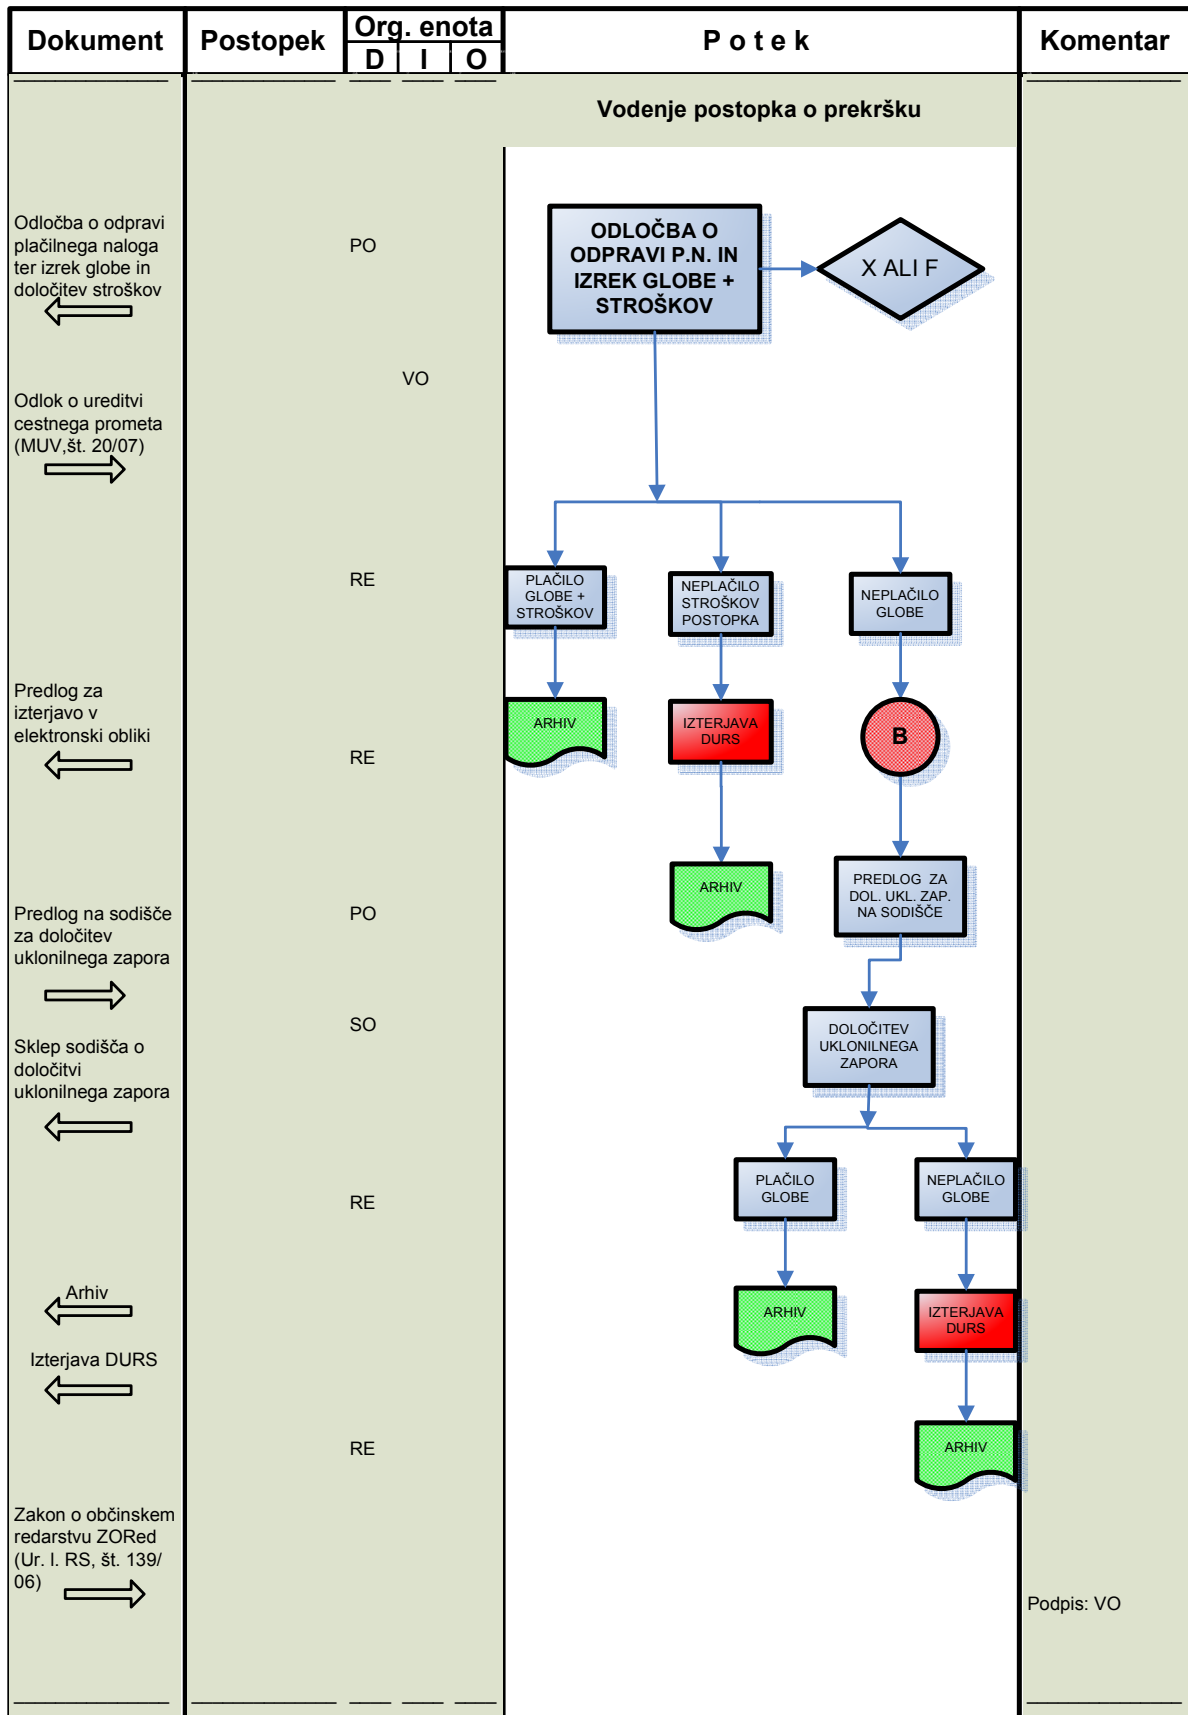 Dokument
Postopek
Org. enota
D I O
P o t e k
Komentar
Vodenje postopka o prekršku
Odločba o odpravi
plačilnega naloga
ter izrek globe in
določitev stroškov
PO
ODLOČBA O
ODPRAVI P.N. IN
IZREK GLOBE +
STROŠKOV
X ALI F
VO
Odlok o ureditvi
cestnega prometa
(MUV,št. 20/07)
RE
PLAČILO
GLOBE +
STROŠKOV
NEPLAČILO
STROŠKOV
POSTOPKA
NEPLAČILO
GLOBE
Predlog za
izterjavo v
elektronski obliki
RE
ARHIV
IZTERJAVA
DURS
B
ARHIV
PREDLOG ZA
DOL. UKL. ZAP.
NA SODIŠČE
Predlog na sodišče
za določitev
uklonilnega zapora
PO
SO
DOLOČITEV
UKLONILNEGA
ZAPORA
Sklep sodišča o
določitvi
uklonilnega zapora
RE
PLAČILO
GLOBE
NEPLAČILO
GLOBE
Arhiv
ARHIV
IZTERJAVA
DURS
Izterjava DURS
RE
ARHIV
Zakon o občinskem
redarstvu ZORed
(Ur. l. RS, št. 139/
06)
Podpis: VO